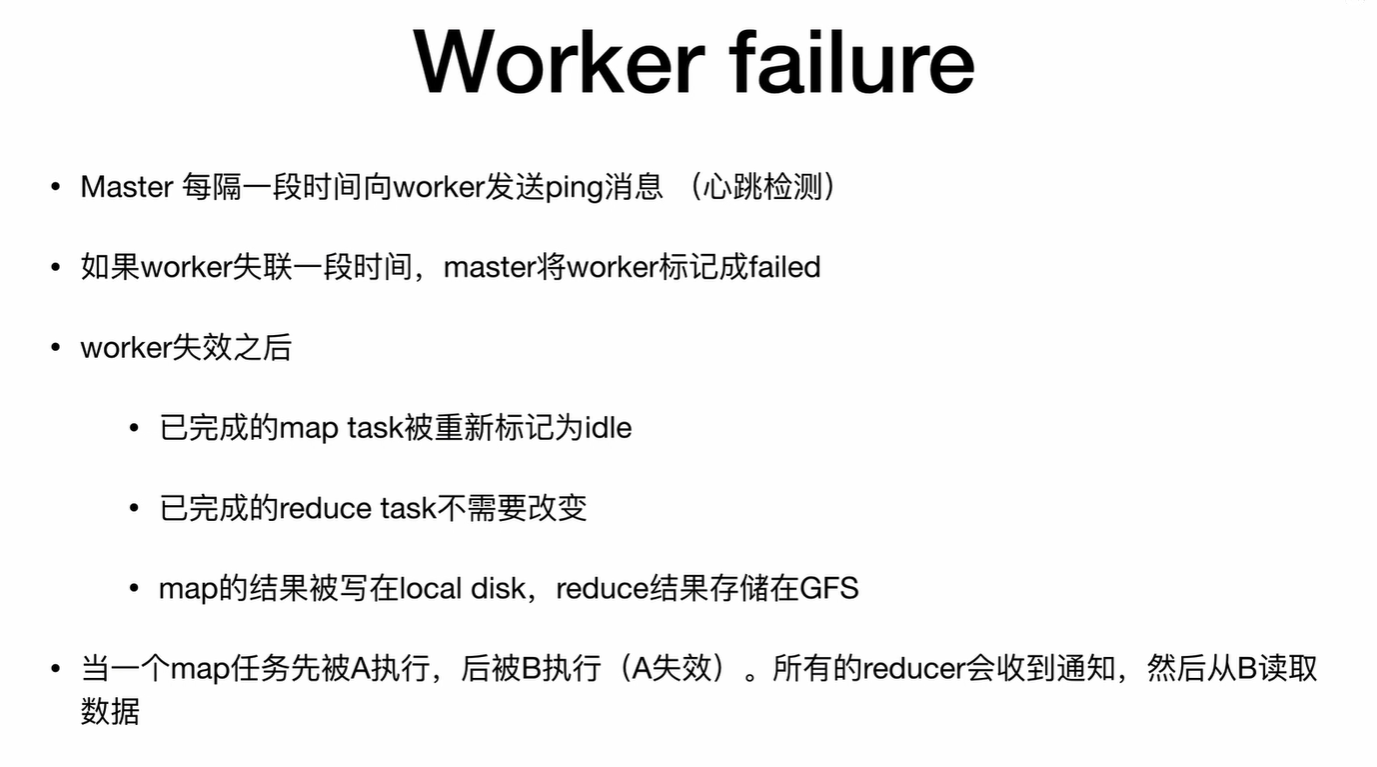 Worker failure
• Master 每隔一段时间向worker发送ping消息 （心跳检测）
• 如果worker失联一段时间，master将worker标记成failed
• worker失效之后
• 已完成的map task被重新标记为idle
• 已完成的reduce task不需要改变
• map的结果被写在local disk，reduce结果存储在GFS
• 当一个map任务先被A执行，后被B执行（A失效）。所有的reducer会收到通知，然后从B读取
数据